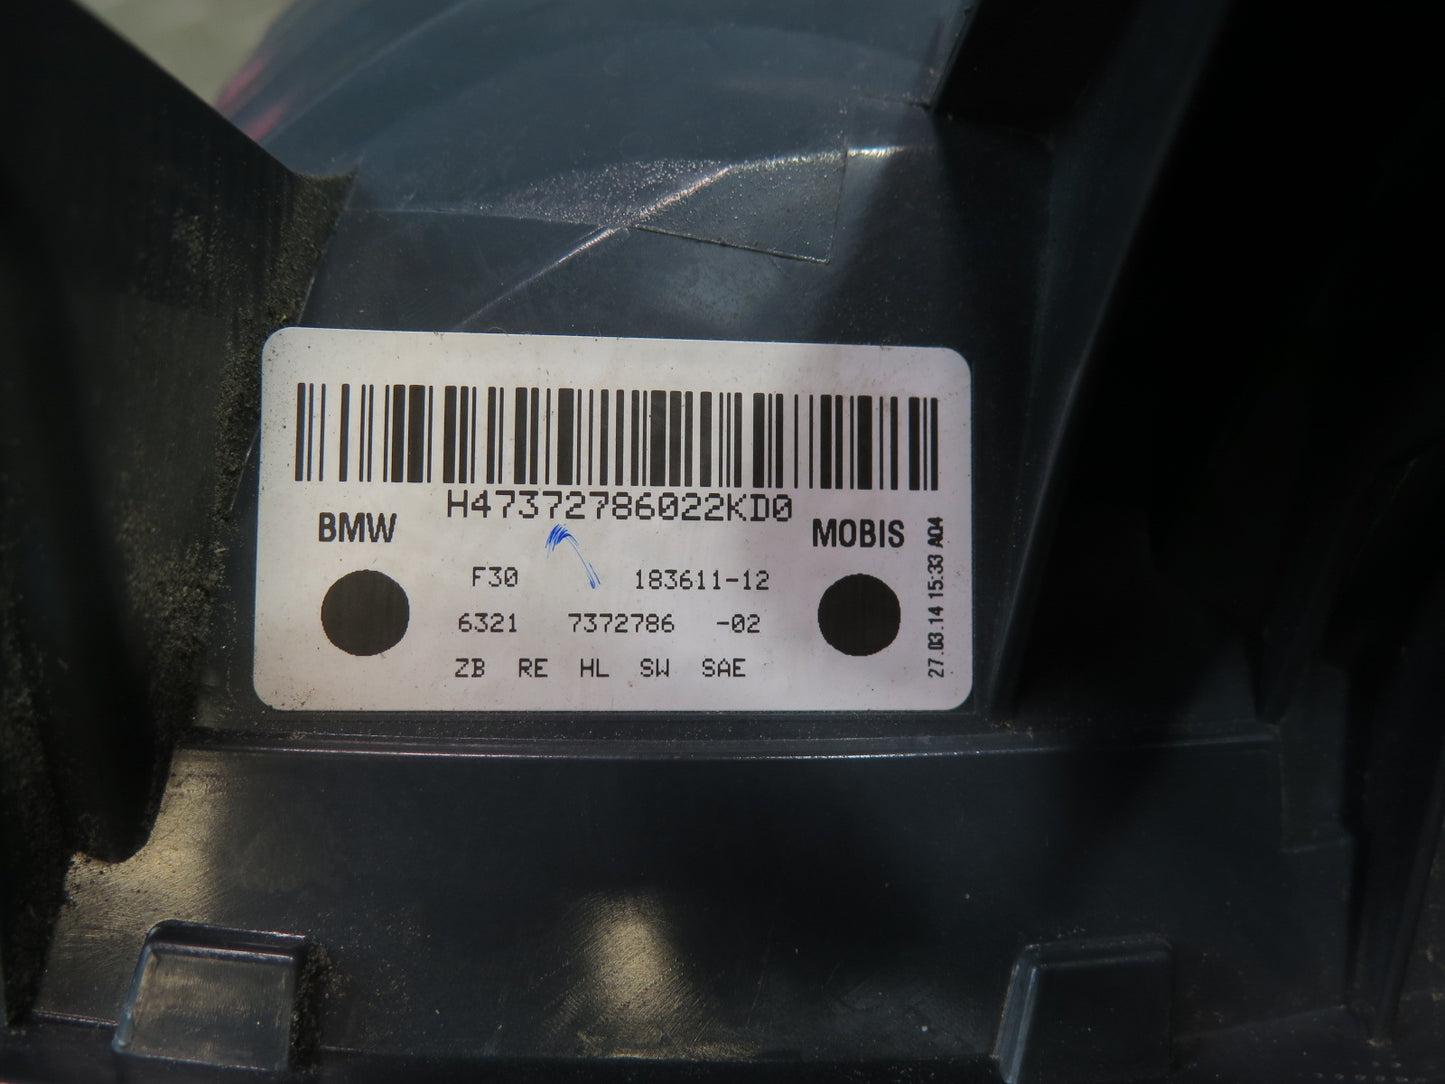 H47372786022KD0
BMW
MOBIS
F30 183611-12
6321 7372786 -02
ZB RE HL SW SAE
27.03.14 15:33 A04